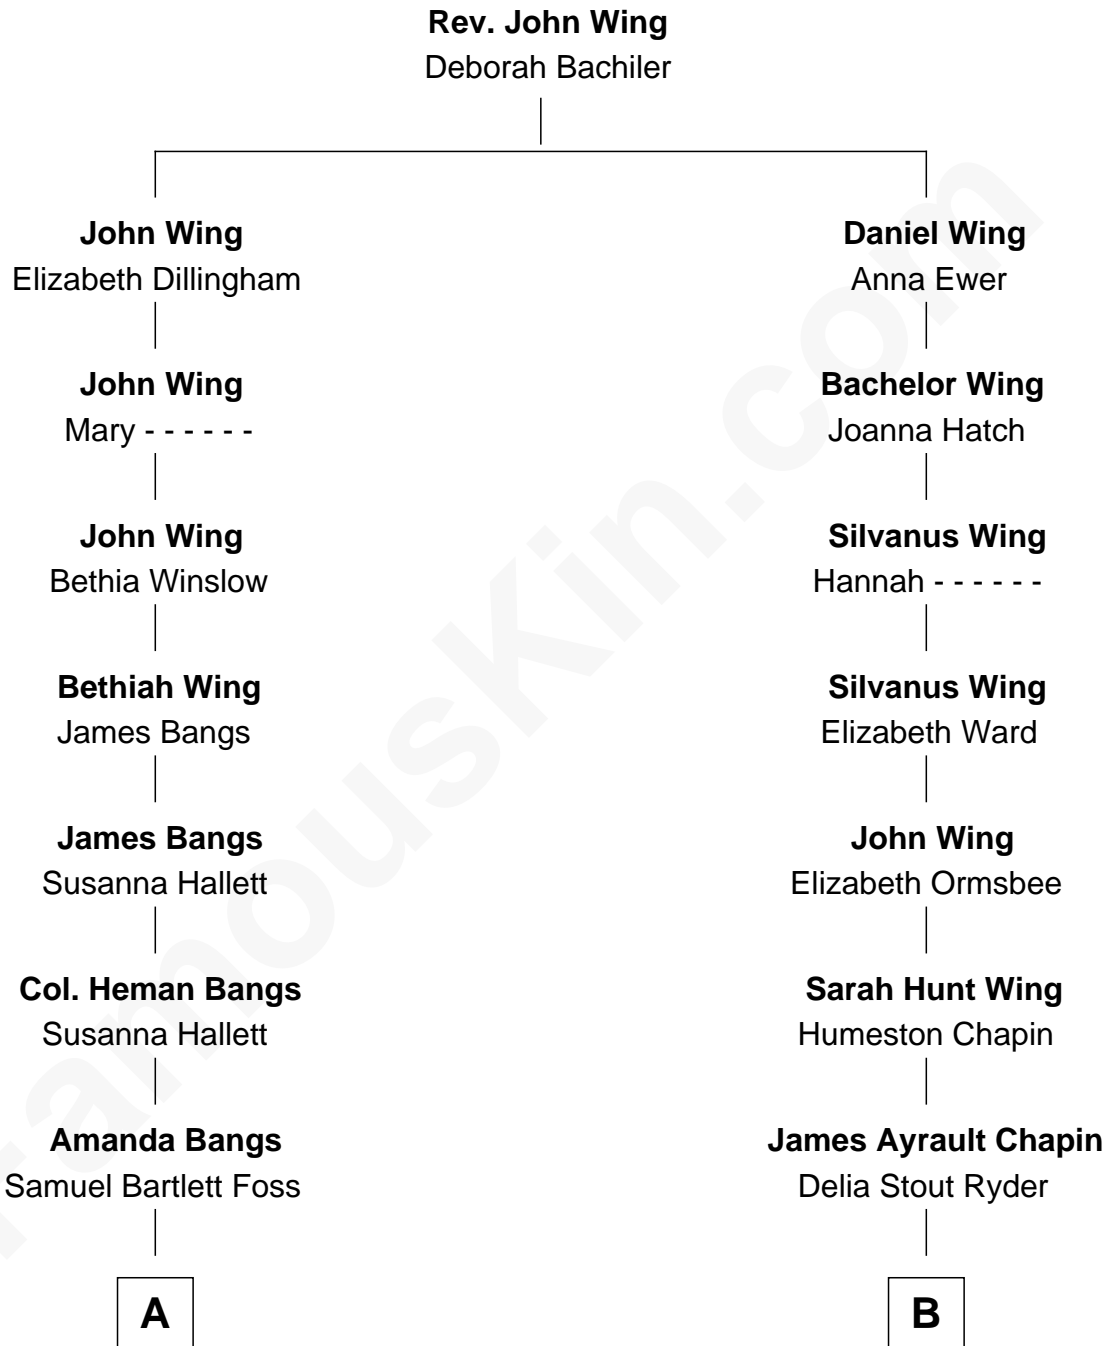 Rev. John Wing
Deborah Bachiler
John Wing
Elizabeth Dillingham
Daniel Wing
Anna Ewer
John Wing
Mary - - - - - -
Bachelor Wing
Joanna Hatch
John Wing
Bethia Winslow
Silvanus Wing
Hannah - - - - - -
Bethiah Wing
James Bangs
Silvanus Wing
Elizabeth Ward
James Bangs
Susanna Hallett
John Wing
Elizabeth Ormsbee
Col. Heman Bangs
Susanna Hallett
Sarah Hunt Wing
Humeston Chapin
Amanda Bangs
Samuel Bartlett Foss
James Ayrault Chapin
Delia Stout Ryder
A
B
FamousKin.com